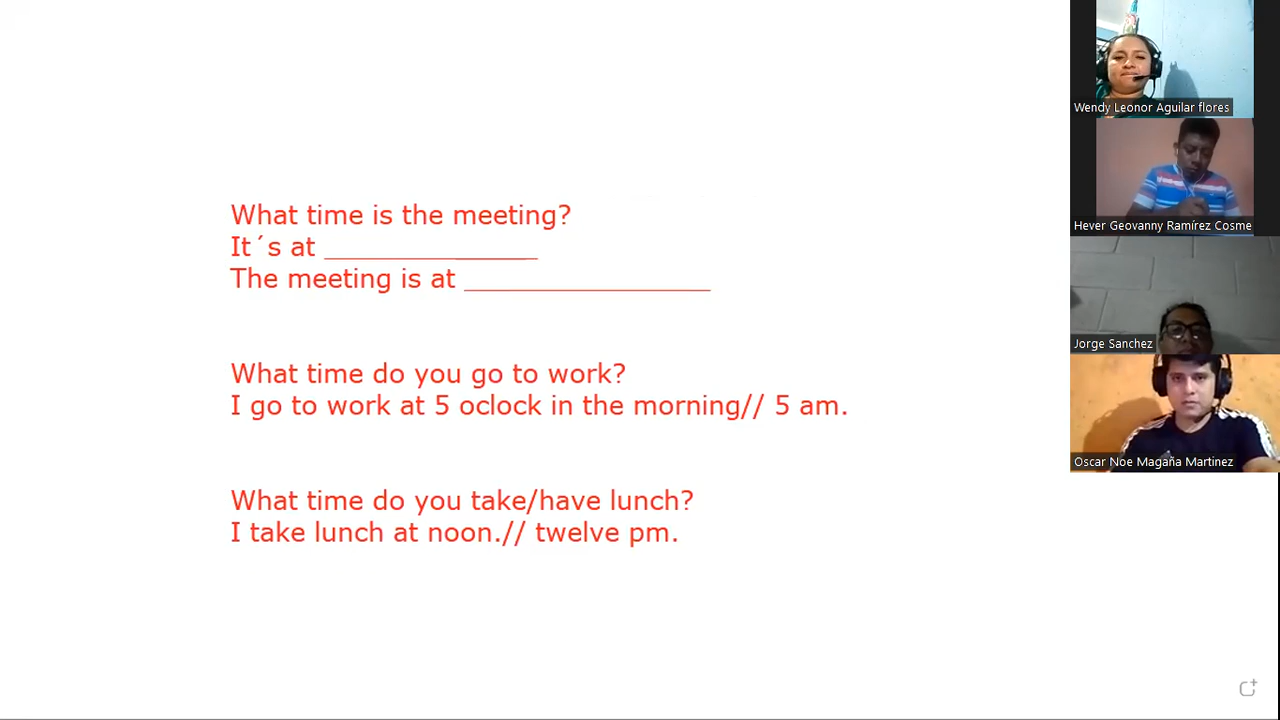 What time is the meeting?
It´s at _______________
The meeting is at __________________
What time do you go to work?
I go to work at 5 oclock in the morning// 5 am.
What time do you take/have lunch?
I take lunch at noon.// twelve pm.
Wendy Leonor Aguilar flores
Hever Geovanny Ramírez Cosme
Jorge Sanchez
Oscar Noe Magaña Martinez